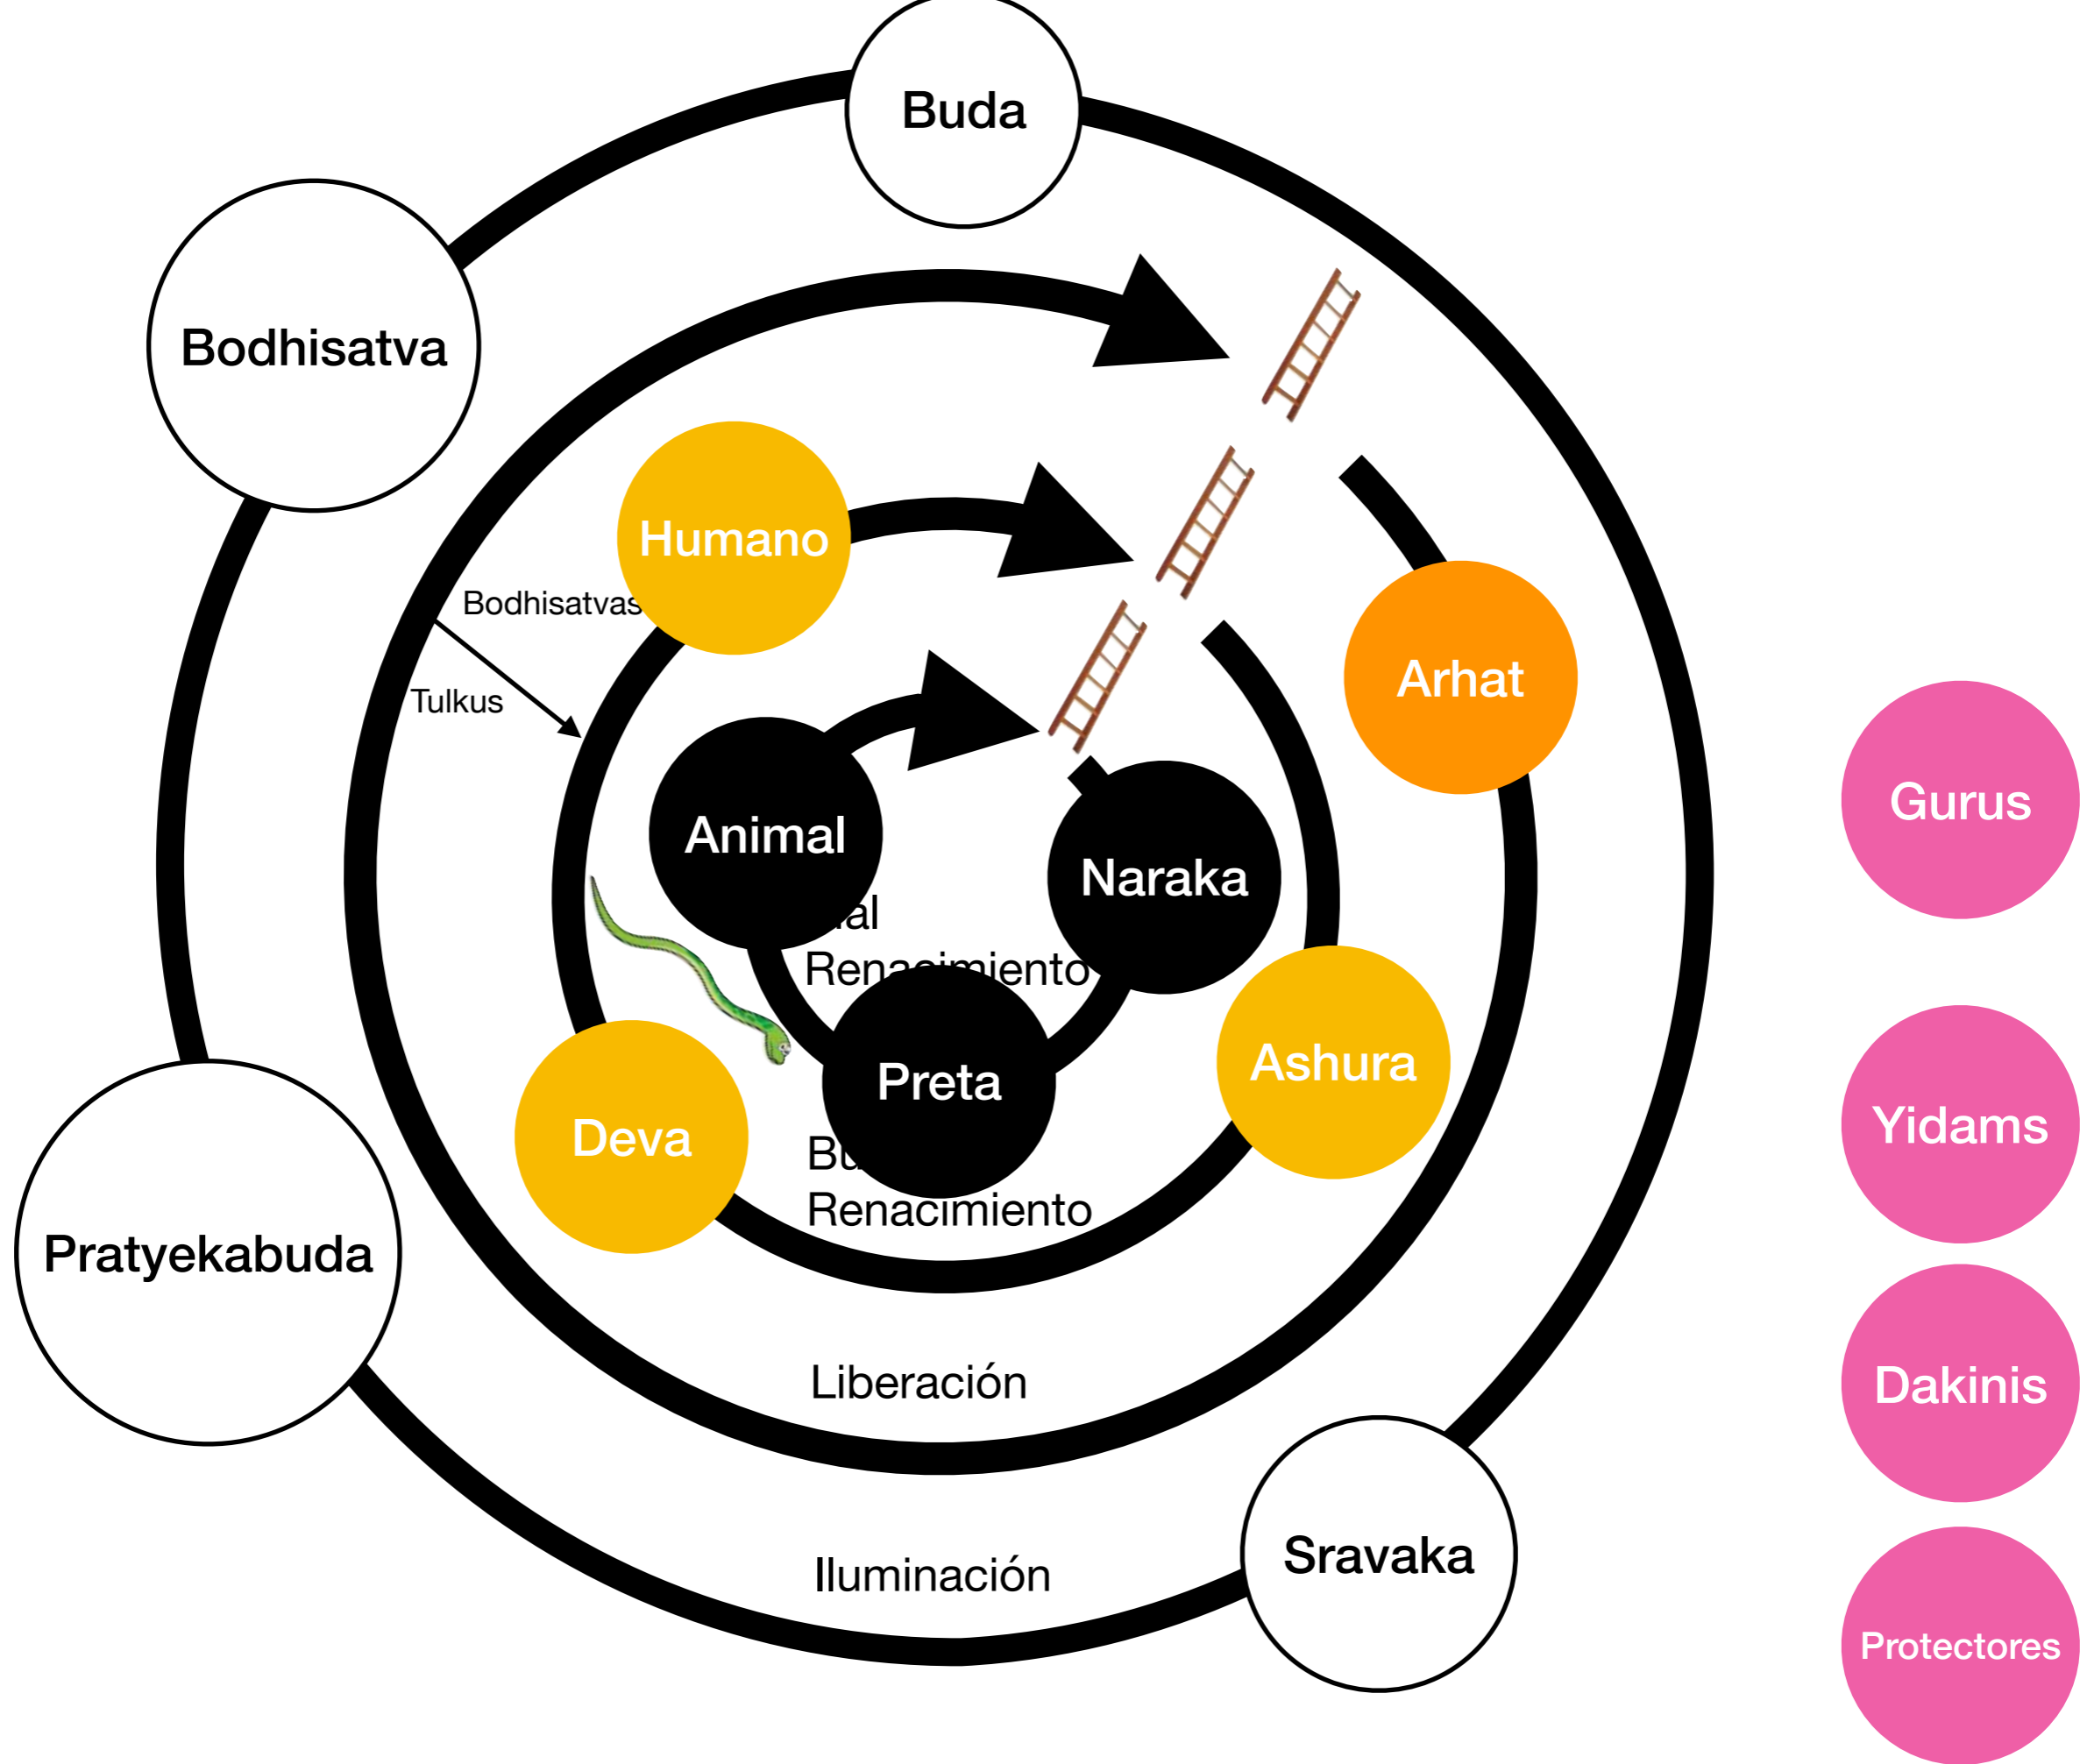 Buda
Bodhisatva
Humano
Bodhisatvas
Arhat
Tulkus
Gurus
Animal
Naraka
Renacimiento
Ashura
Preta
Yidams
Deva
Renacimiento
Pratyekabuda
Liberación
Dakinis
Sravaka
Iluminación
Protectores